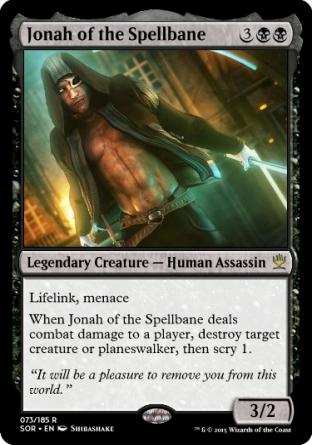 Jonah of the Spellbane 3
Legendary Creature — Human Assassin
Lifelink, menace
When Jonah of the Spellbane deals
combat damage to a player, destroy target
creature or planeswalker, then scry 1.
“It will be a pleasure to remove you from this
world.”
3/2
073/185 R
SOR • EN SHIBASHAKE
™ & © 2015 Wizards of the Coast